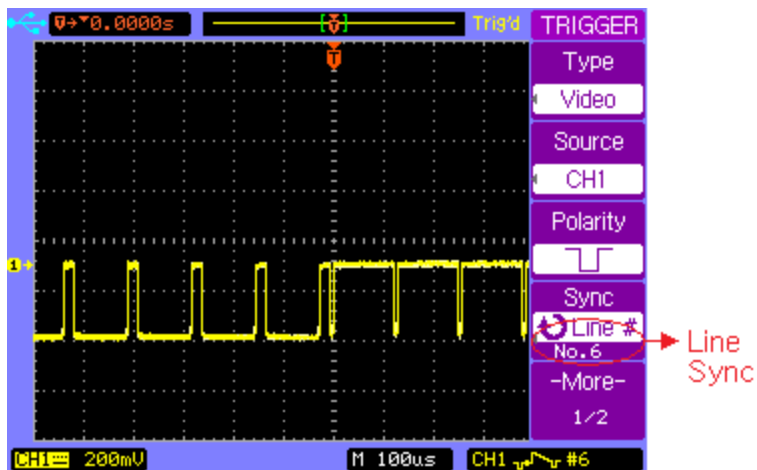 T→▼0.0000s [T] Trig'd TRIGGER
T
Type
Video
Source
CH1
Polarity
1
Sync
Line #
No.6
Line
Sync
-More-
1/2
CH1 200mV M 100us CH1 #6